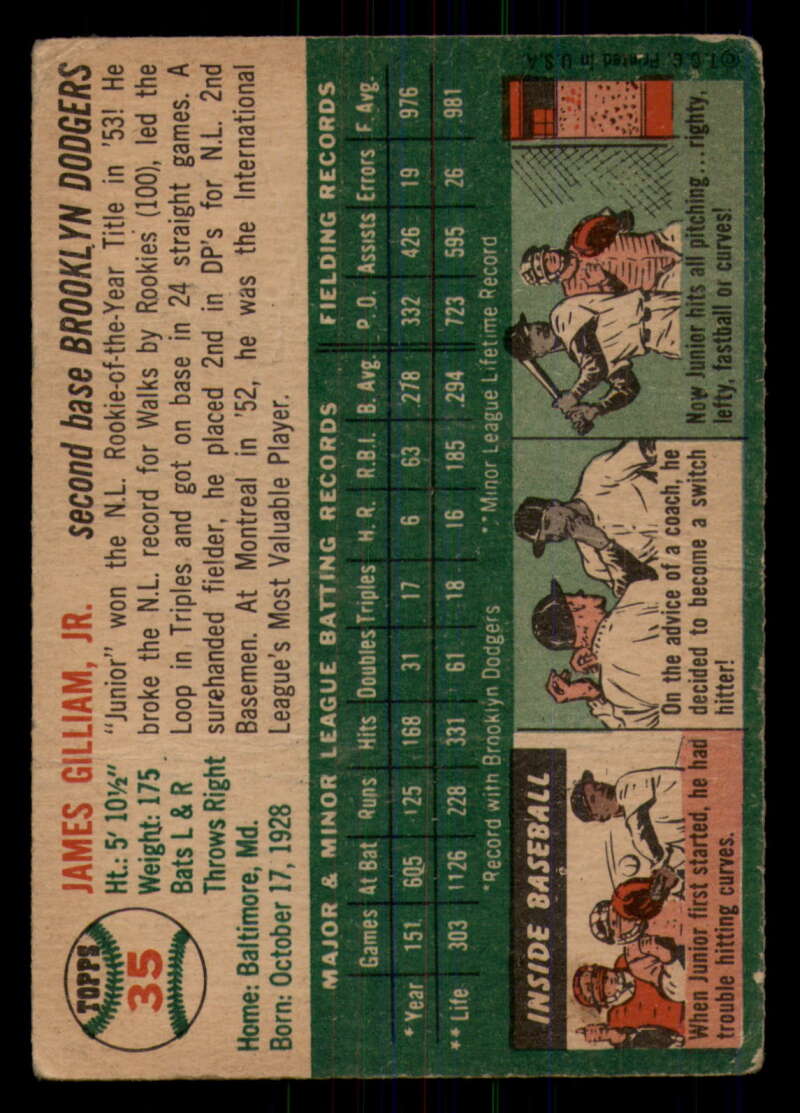 TOPPS
35
JAMES GILLIAM, JR. second base BROOKLYN DODGERS
Ht.: 5' 10½"
Weight: 175
Bats L & R
Throws Right
Home: Baltimore, Md.
Born: October 17, 1928
"Junior" won the N.L. Rookie-of-the-Year Title in '53! He
broke the N.L. record for Walks by Rookies (100), led the
Loop in Triples and got on base in 24 straight games. A
surehanded fielder, he placed 2nd in DP's for N.L. 2nd
Basemen. At Montreal in '52, he was the International
League's Most Valuable Player.
MAJOR & MINOR LEAGUE BATTING RECORDS FIELDING RECORDS
Games At Bat Runs Hits Doubles Triples H. R. R.B.I. B. Avg. P. O. Assists Errors F. Avg.
* Year 151 605 125 168 31 17 6 63 .278 332 426 19 .976
** Life 303 1126 228 331 61 18 16 185 .294 723 595 26 .981
*Record with Brooklyn Dodgers **Minor League Lifetime Record
INSIDE BASEBALL
When Junior first started, he had
trouble hitting curves.
On the advice of a coach, he
decided to become a switch
hitter!
Now Junior hits all pitching...righty,
lefty, fastball or curves!
© T. C. G. Printed in U.S.A.